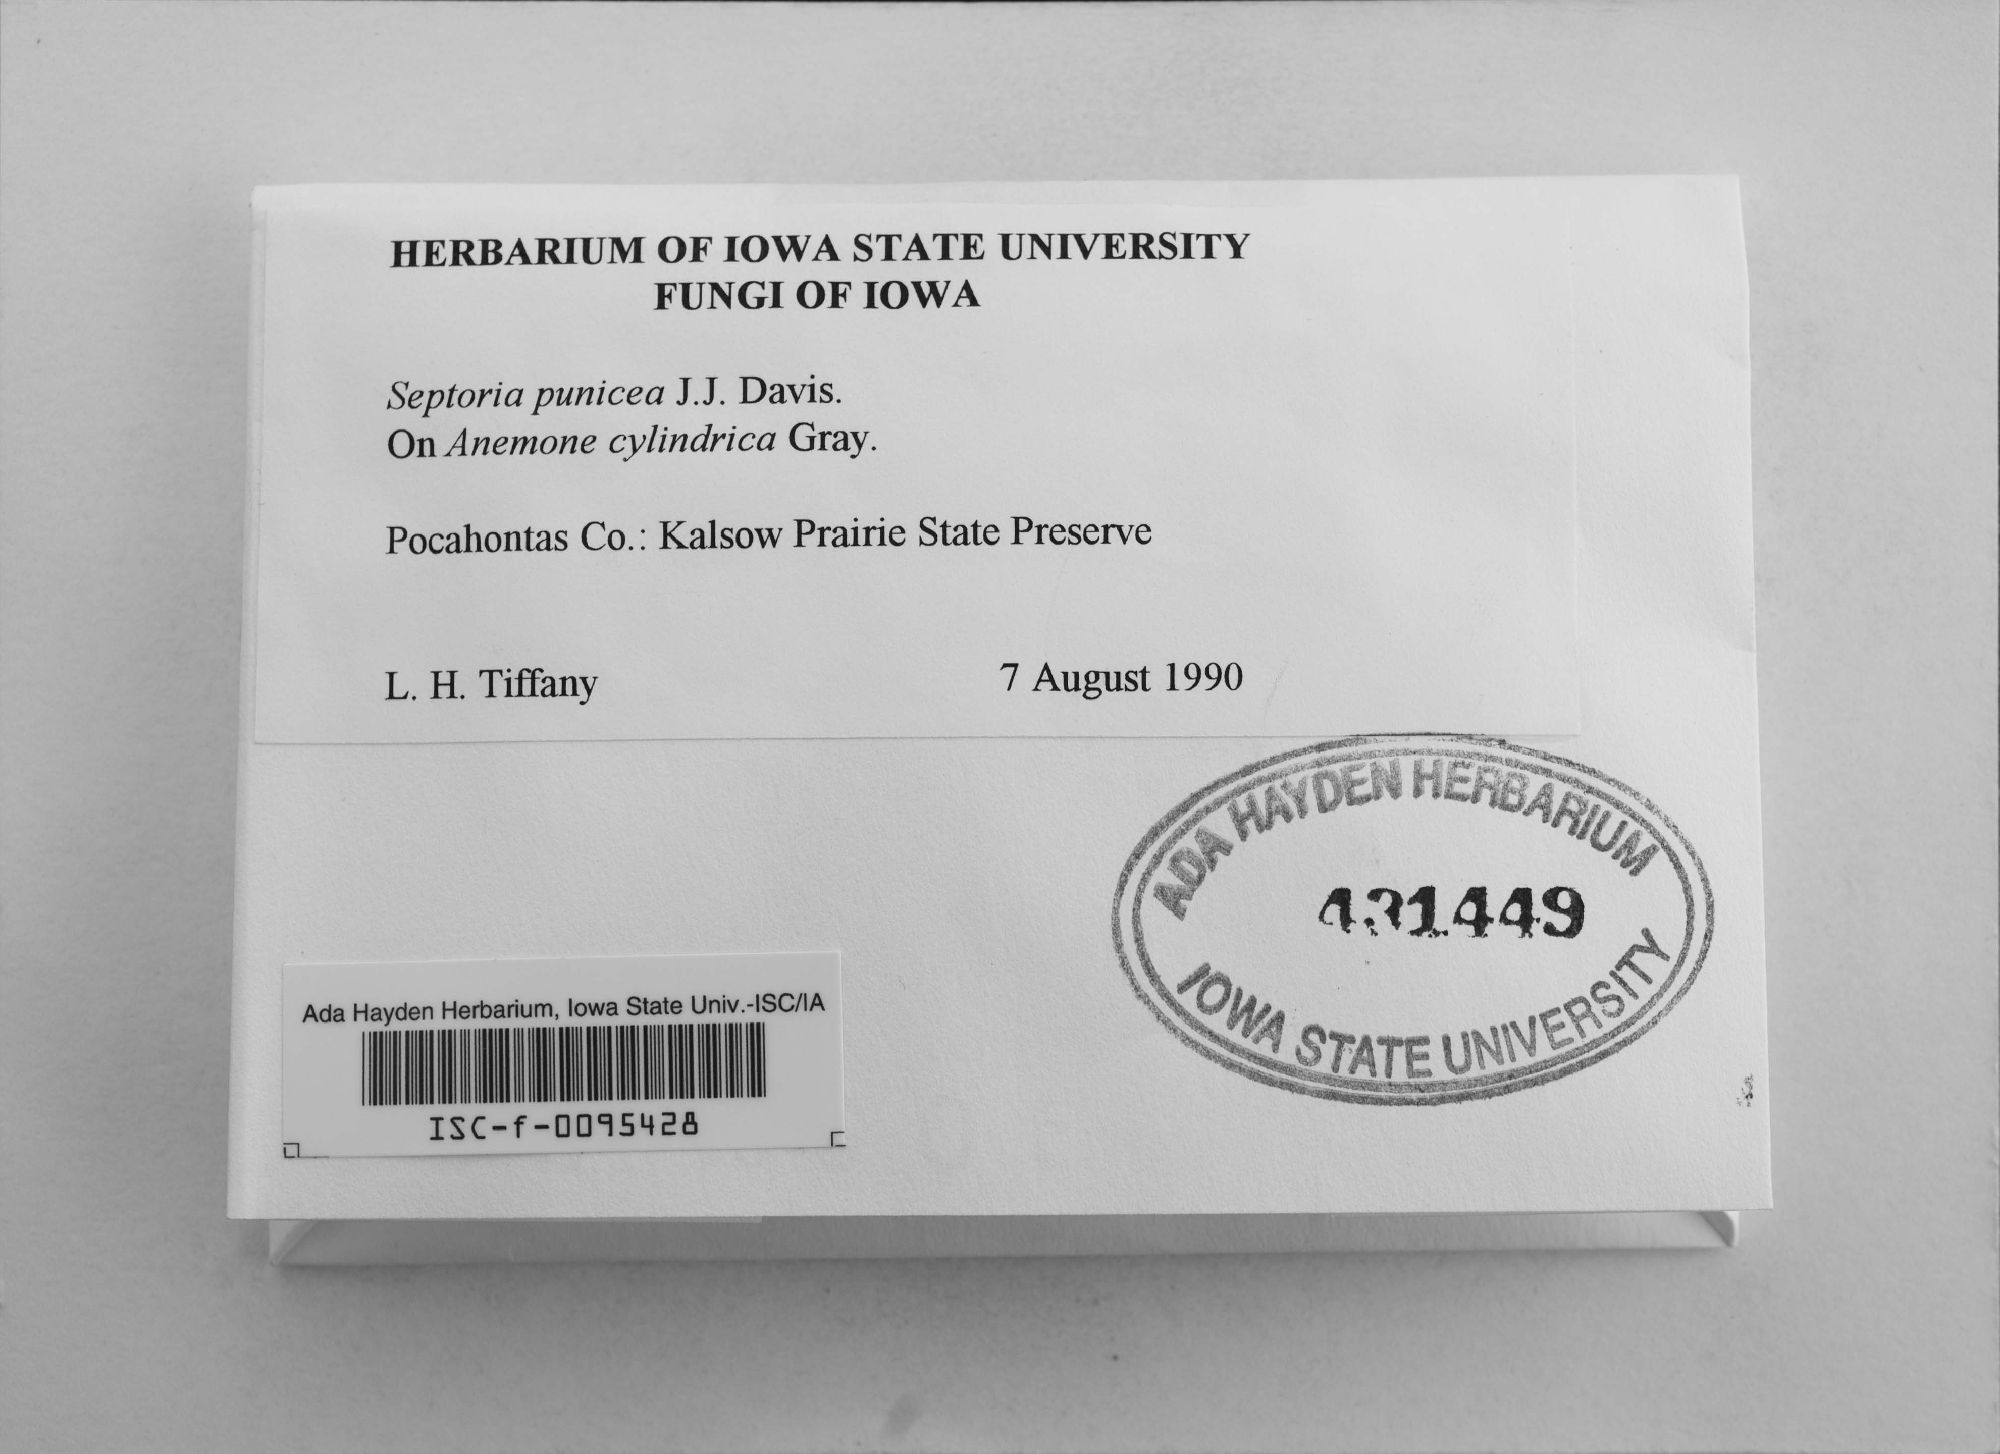 HERBARIUM OF IOWA STATE UNIVERSITY
FUNGI OF IOWA
Septoria punicea J.J. Davis.
On Anemone cylindrica Gray.
Pocahontas Co.: Kalsow Prairie State Preserve
L. H. Tiffany 7 August 1990
ADA HAYDEN HERBARIUM
431449
IOWA STATE UNIVERSITY
Ada Hayden Herbarium, Iowa State Univ.-ISC/IA
ISC-f-0095428